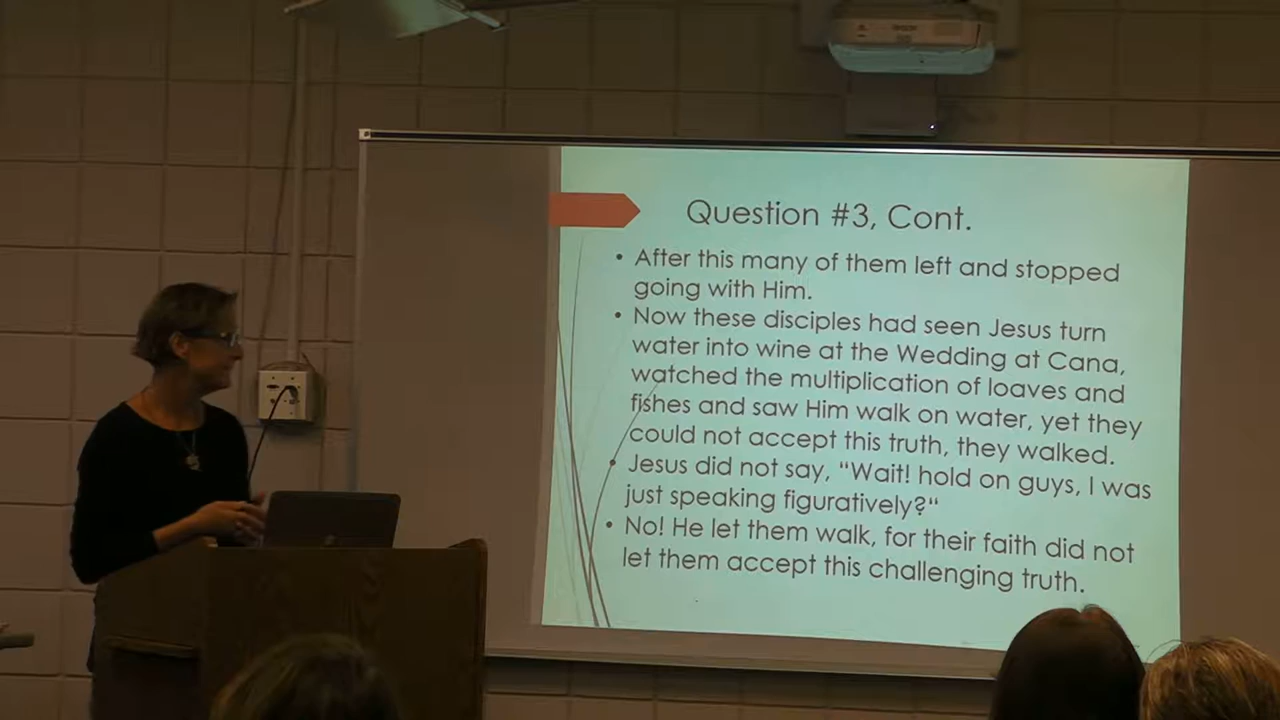 Question #3, Cont.
• After this many of them left and stopped
going with Him.
• Now these disciples had seen Jesus turn
water into wine at the Wedding at Cana,
watched the multiplication of loaves and
fishes and saw Him walk on water, yet they
could not accept this truth, they walked.
• Jesus did not say, “Wait! hold on guys, I was
just speaking figuratively?“
• No! He let them walk, for their faith did not
let them accept this challenging truth.